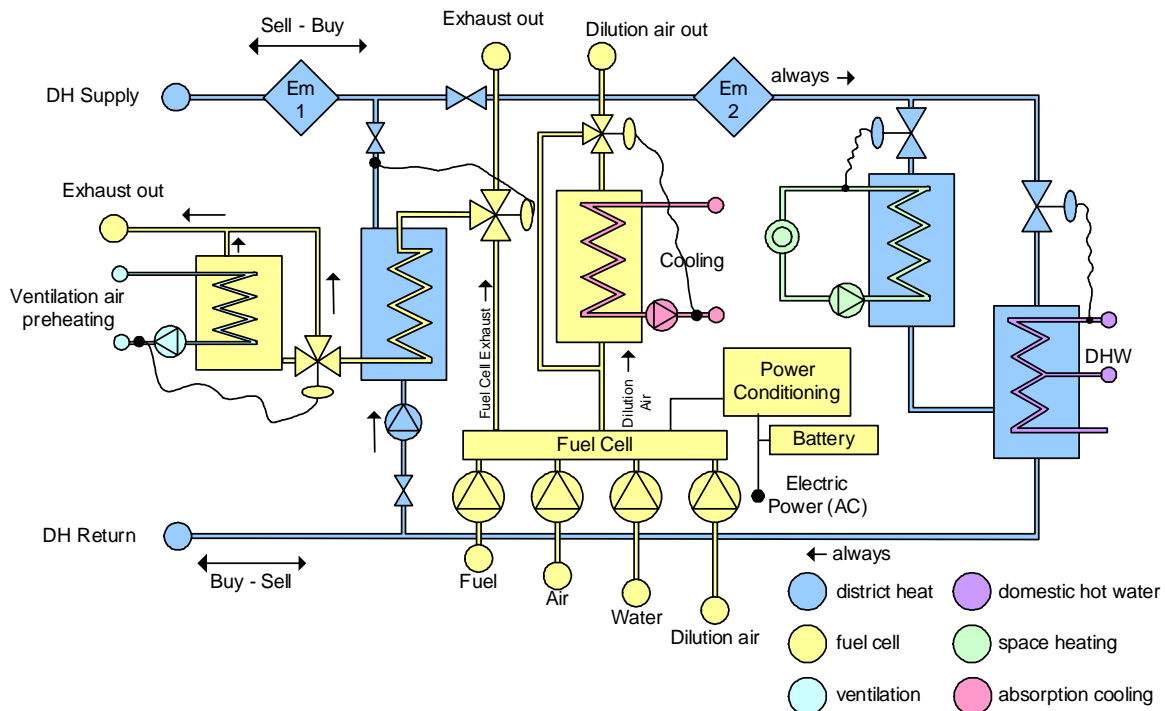 Exhaust out
Dilution air out
Sell - Buy
always
DH Supply
Em
1
Em
2
Exhaust out
Cooling
Ventilation air
preheating
Fuel Cell Exhaust
Dilution
Air
DHW
Power
Conditioning
Fuel Cell
Battery
Electric
Power (AC)
DH Return
always
Buy - Sell
Fuel
Air
Water
Dilution air
district heat
domestic hot water
fuel cell
space heating
ventilation
absorption cooling